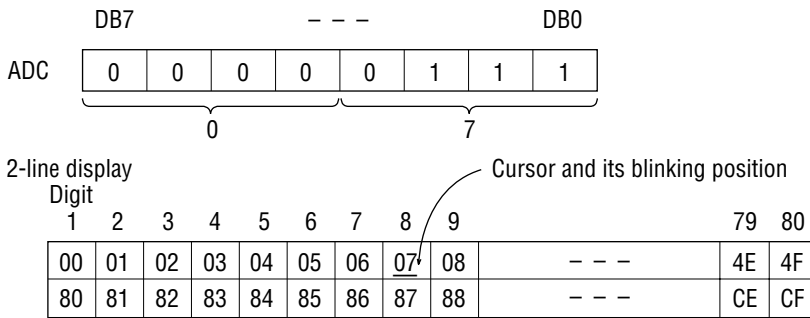 DB7 – – – DB0
ADC 0 0 0 0 0 1 1 1
0 7
2-line display Cursor and its blinking position
Digit
1 2 3 4 5 6 7 8 9 79 80
00 01 02 03 04 05 06 07 08 – – – 4E 4F
80 81 82 83 84 85 86 87 88 – – – CE CF